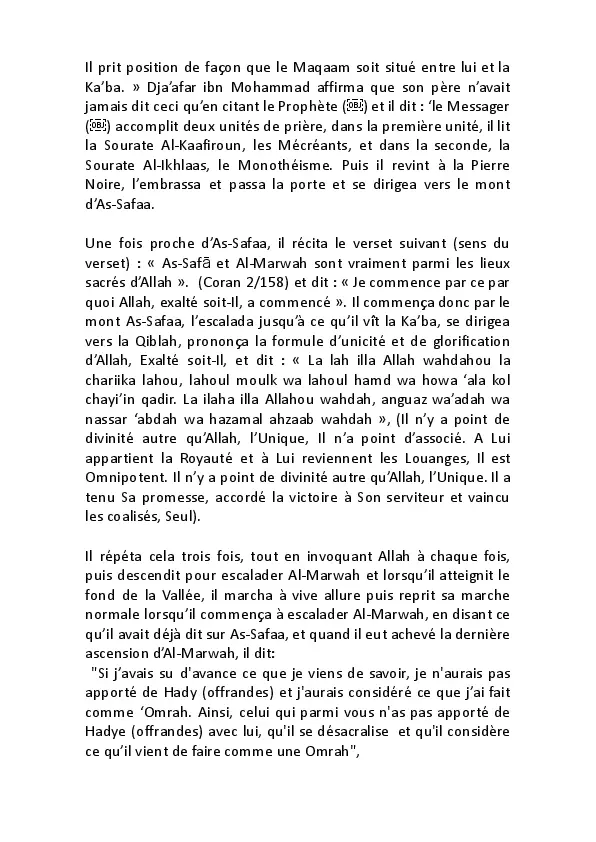 Il prit position de façon que le Maqaam soit situé entre lui et la
Ka’ba. » Dja’afar ibn Mohammad affirma que son père n’avait
jamais dit ceci qu’en citant le Prophète (￼) et il dit : ‘le Messager
(￼) accomplit deux unités de prière, dans la première unité, il lit
la Sourate Al-Kaafiroun, les Mécréants, et dans la seconde, la
Sourate Al-Ikhlaas, le Monothéisme. Puis il revint à la Pierre
Noire, l’embrassa et passa la porte et se dirigea vers le mont
d’As-Safaa.

Une fois proche d’As-Safaa, il récita le verset suivant (sens du
verset) : « As-Safā et Al-Marwah sont vraiment parmi les lieux
sacrés d’Allah ». (Coran 2/158) et dit : « Je commence par ce par
quoi Allah, exalté soit-Il, a commencé ». Il commença donc par le
mont As-Safaa, l’escalada jusqu’à ce qu’il vît la Ka’ba, se dirigea
vers la Qiblah, prononça la formule d’unicité et de glorification
d’Allah, Exalté soit-Il, et dit : « La lah illa Allah wahdahou la
chariika lahou, lahoul moulk wa lahoul hamd wa howa ‘ala kol
chayi’in qadir. La ilaha illa Allahou wahdah, anguaz wa’adah wa
nassar ‘abdah wa hazamal ahzaab wahdah », (Il n’y a point de
divinité autre qu’Allah, l’Unique, Il n’a point d’associé. A Lui
appartient la Royauté et à Lui reviennent les Louanges, Il est
Omnipotent. Il n’y a point de divinité autre qu’Allah, l’Unique. Il a
tenu Sa promesse, accordé la victoire à Son serviteur et vaincu
les coalisés, Seul).

Il répéta cela trois fois, tout en invoquant Allah à chaque fois,
puis descendit pour escalader Al-Marwah et lorsqu’il atteignit le
fond de la Vallée, il marcha à vive allure puis reprit sa marche
normale lorsqu’il commença à escalader Al-Marwah, en disant ce
qu’il avait déjà dit sur As-Safaa, et quand il eut achevé la dernière
ascension d’Al-Marwah, il dit:
"Si j’avais su d'avance ce que je viens de savoir, je n'aurais pas
apporté de Hady (offrandes) et j'aurais considéré ce que j’ai fait
comme ‘Omrah. Ainsi, celui qui parmi vous n'as pas apporté de
Hadye (offrandes) avec lui, qu'il se désacralise et qu'il considère
ce qu’il vient de faire comme une Omrah",